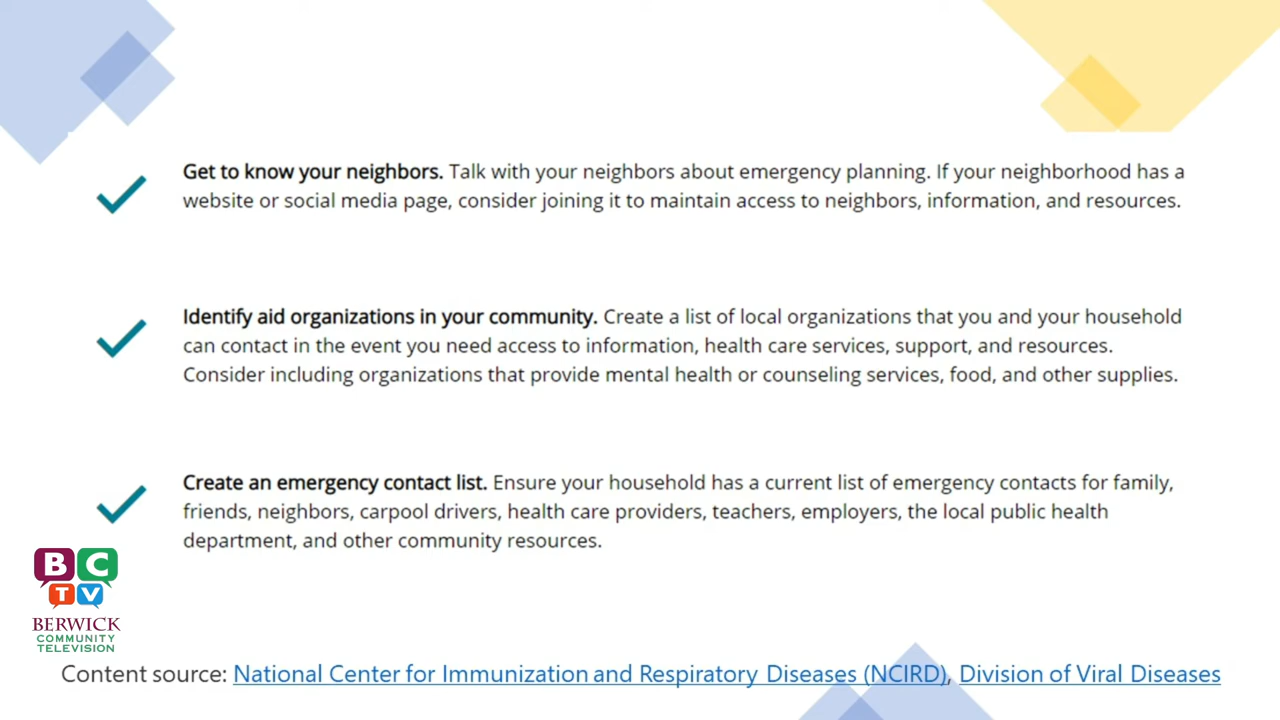 Get to know your neighbors. Talk with your neighbors about emergency planning. If your neighborhood has a
website or social media page, consider joining it to maintain access to neighbors, information, and resources.
Identify aid organizations in your community. Create a list of local organizations that you and your household
can contact in the event you need access to information, health care services, support, and resources.
Consider including organizations that provide mental health or counseling services, food, and other supplies.
Create an emergency contact list. Ensure your household has a current list of emergency contacts for family,
friends, neighbors, carpool drivers, health care providers, teachers, employers, the local public health
department, and other community resources.
BC
TV
BERWICK
COMMUNITY
TELEVISION
Content source: National Center for Immunization and Respiratory Diseases (NCIRD), Division of Viral Diseases